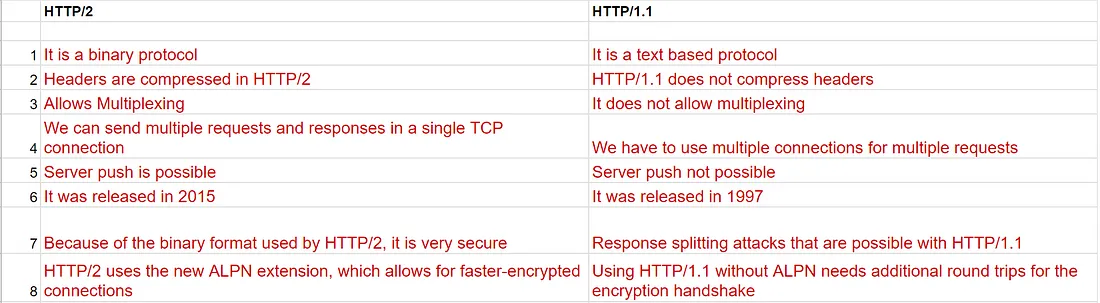 HTTP/2 HTTP/1.1
1 It is a binary protocol It is a text based protocol
2 Headers are compressed in HTTP/2 HTTP/1.1 does not compress headers
3 Allows Multiplexing It does not allow multiplexing
We can send multiple requests and responses in a single TCP
4 connection We have to use multiple connections for multiple requests
5 Server push is possible Server push not possible
6 It was released in 2015 It was released in 1997
7 Because of the binary format used by HTTP/2, it is very secure Response splitting attacks that are possible with HTTP/1.1
HTTP/2 uses the new ALPN extension, which allows for faster-encrypted Using HTTP/1.1 without ALPN needs additional round trips for the
8 connections encryption handshake